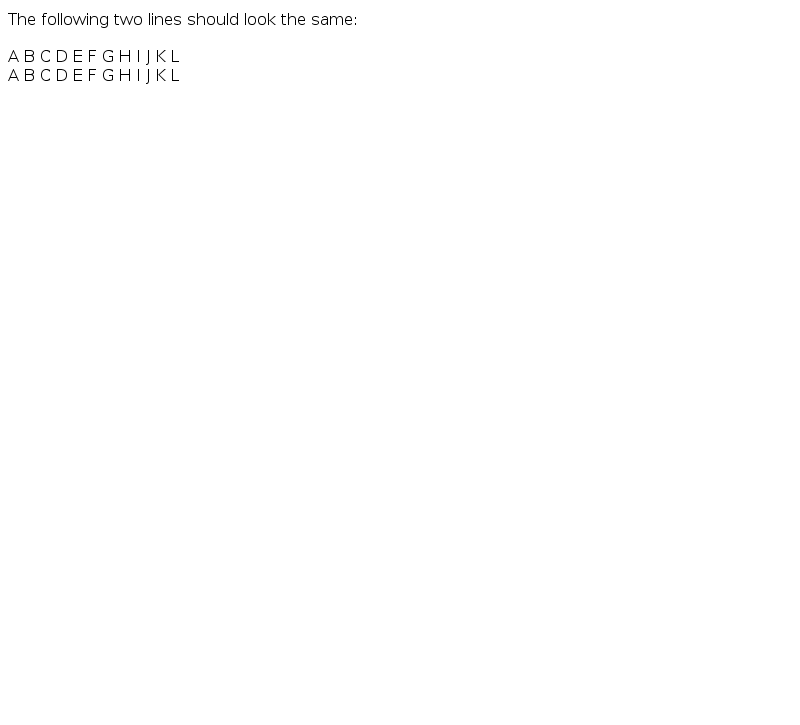 The following two lines should look the same:
A B C D E F G H I J K L
A B C D E F G H I J K L